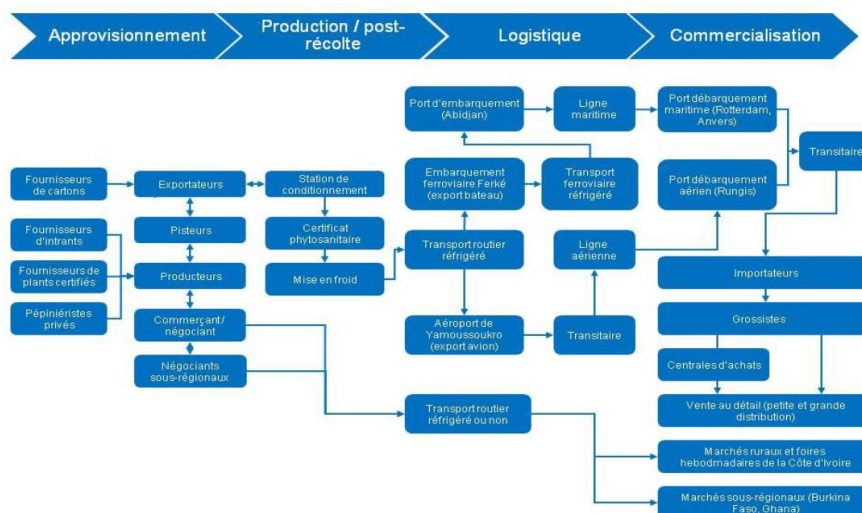 Approvisionnement
Production / post-
récolte
Logistique
Commercialisation
Fournisseurs
de cartons
Fournisseurs
d'intrants
Fournisseurs de
plants certifiés
Pépiniéristes
privés
Exportateurs
Pisteurs
Producteurs
Commerçant/
négociant
Négociants
sous-régionaux
Station de
conditionnement
Certificat
phytosanitaire
Mise en froid
Port d'embarquement
(Abidjan)
Ligne
maritime
Embarquement
ferroviaire Ferké
(export bateau)
Transport
ferroviaire
réfrigéré
Transport routier
réfrigéré
Ligne
aérienne
Aéroport de
Yamoussoukro
(export avion)
Transitaire
Transport routier
réfrigéré ou non
Port débarquement
maritime (Rotterdam,
Anvers)
Port débarquement
aérien (Rungis)
Transitaire
Importateurs
Grossistes
Centrales d'achats
Vente au détail (petite et grande
distribution)
Marchés ruraux et foires
hebodmadaires de la Côte d'Ivoire
Marchés sous-régionaux (Burkina
Faso, Ghana)